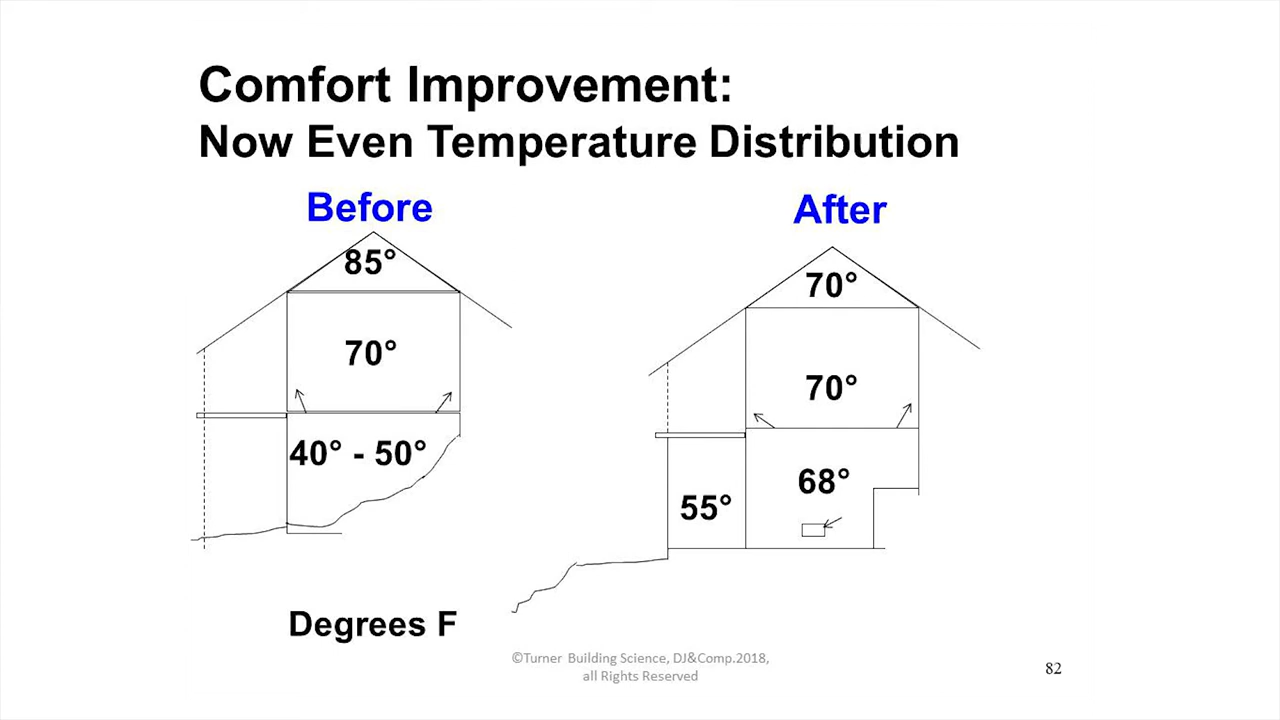 Comfort Improvement:
Now Even Temperature Distribution
Before
85°
70°
40° - 50°
After
70°
70°
68°
55°
Degrees F
©Turner Building Science, DJ&Comp.2018,
all Rights Reserved
82